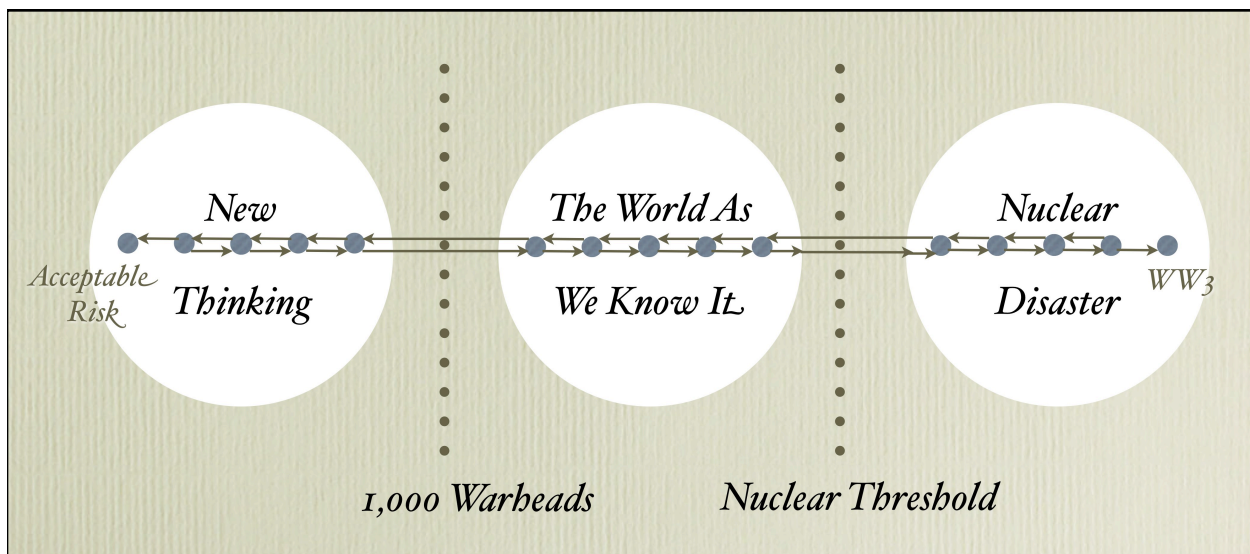 New
The World As
Nuclear
Acceptable
Risk
Thinking
We Know It
Disaster
WW3
1,000 Warheads
Nuclear Threshold